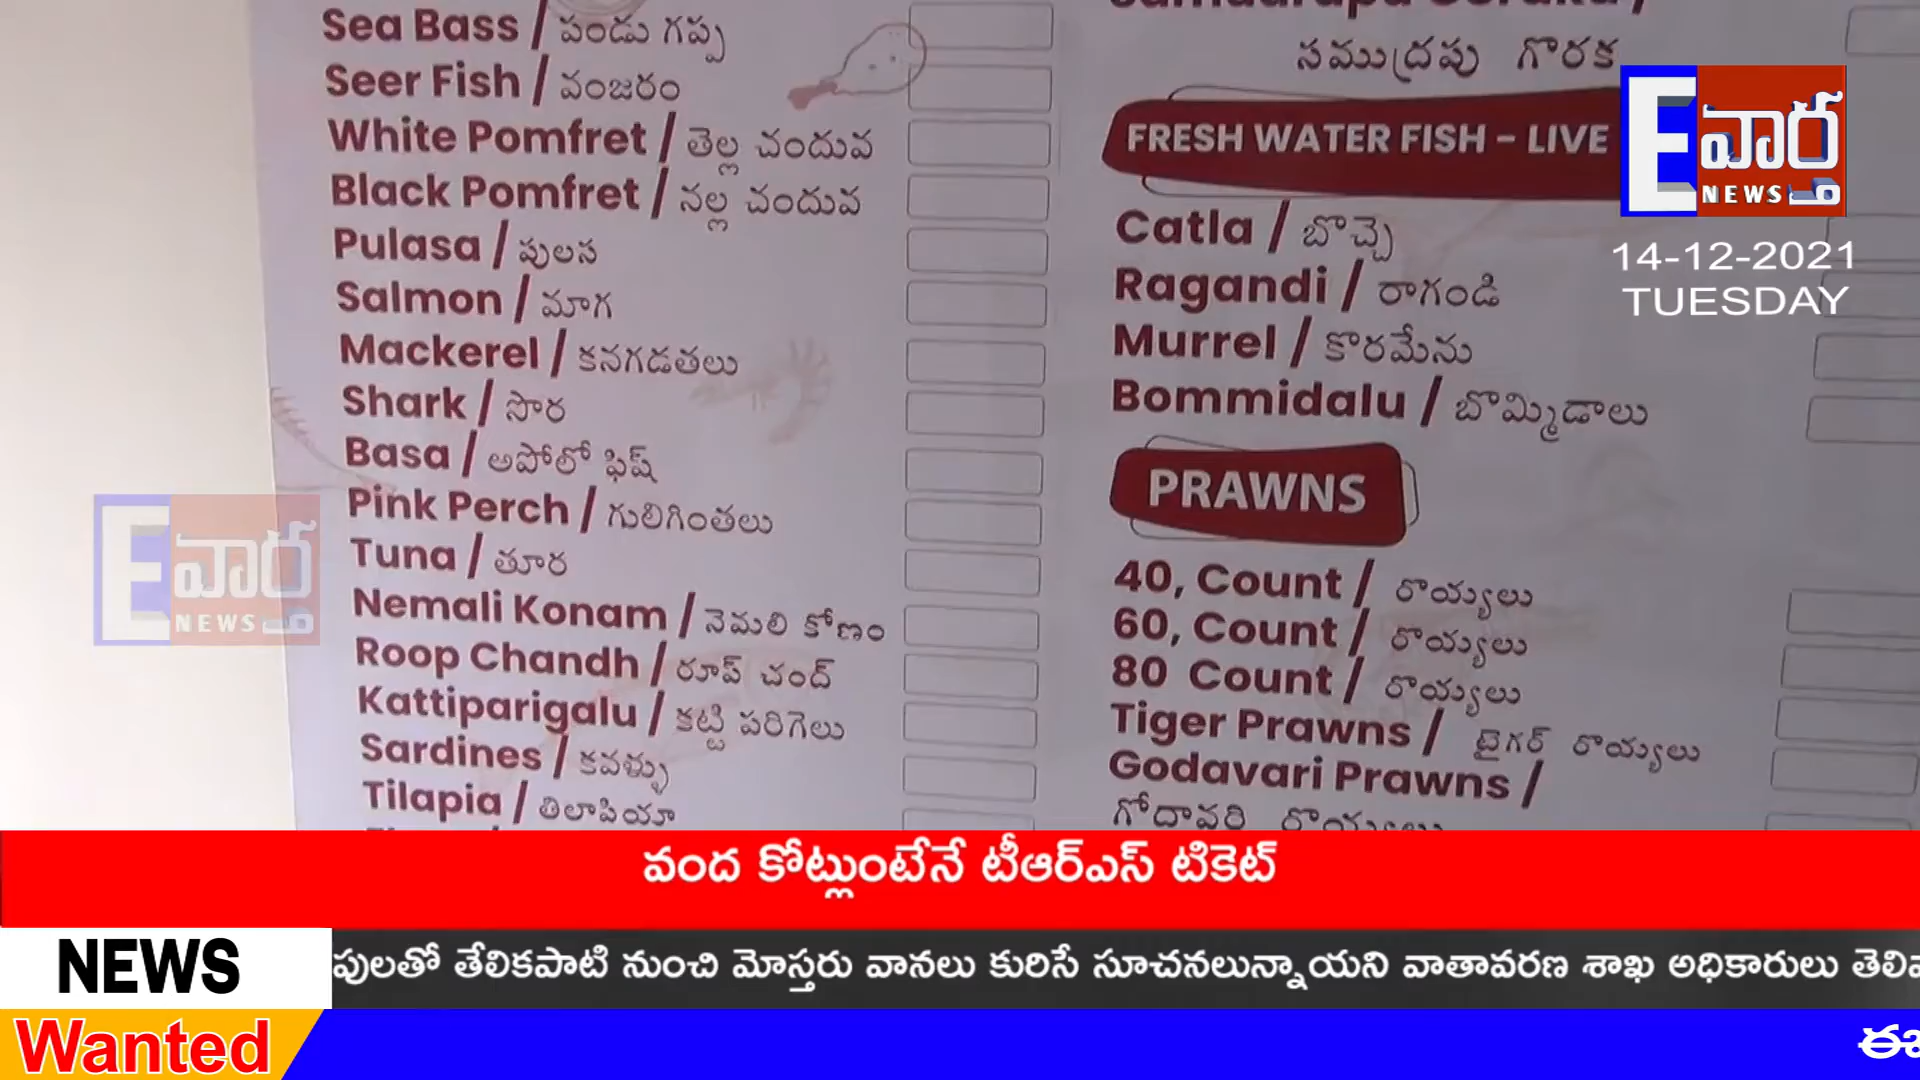 Sea Bass / పండు గప్ప
Seer Fish / వంజరం
White Pomfret / తెల్ల చందువ
Black Pomfret / నల్ల చందువ
Pulasa / పులస
Salmon / మాగ
Mackerel / కనగడతలు
Shark / సొర
Basa / అపోలో ఫిష్
Pink Perch / గులిగింతలు
Tuna / తూర
Nemali Konam / నెమలి కోణం
Roop Chandh / రూప్ చంద్
Kattiparigalu / కట్టి పరిగెలు
Sardines / కవళ్ళు
Tilapia / తిలాపియా
సముద్రపు గొరక
FRESH WATER FISH – LIVE
Catla / బొచ్చె
Ragandi / రాగండి
Murrel / కొరమేను
Bommidalu / బొమ్మిడాలు
PRAWNS
40, Count / రొయ్యలు
60, Count / రొయ్యలు
80 Count / రొయ్యలు
Tiger Prawns / టైగర్ రొయ్యలు
Godavari Prawns /
గోదావరి రొయ్యలు
E వార్త
NEWS
14-12-2021
TUESDAY
E వార్త
NEWS
వంద కోట్లుంటేనే టీఆర్ఎస్ టికెట్
NEWS
పులతో తేలికపాటి నుంచి మోస్తరు వానలు కురిసే సూచనలున్నాయని వాతావరణ శాఖ అధికారులు
Wanted